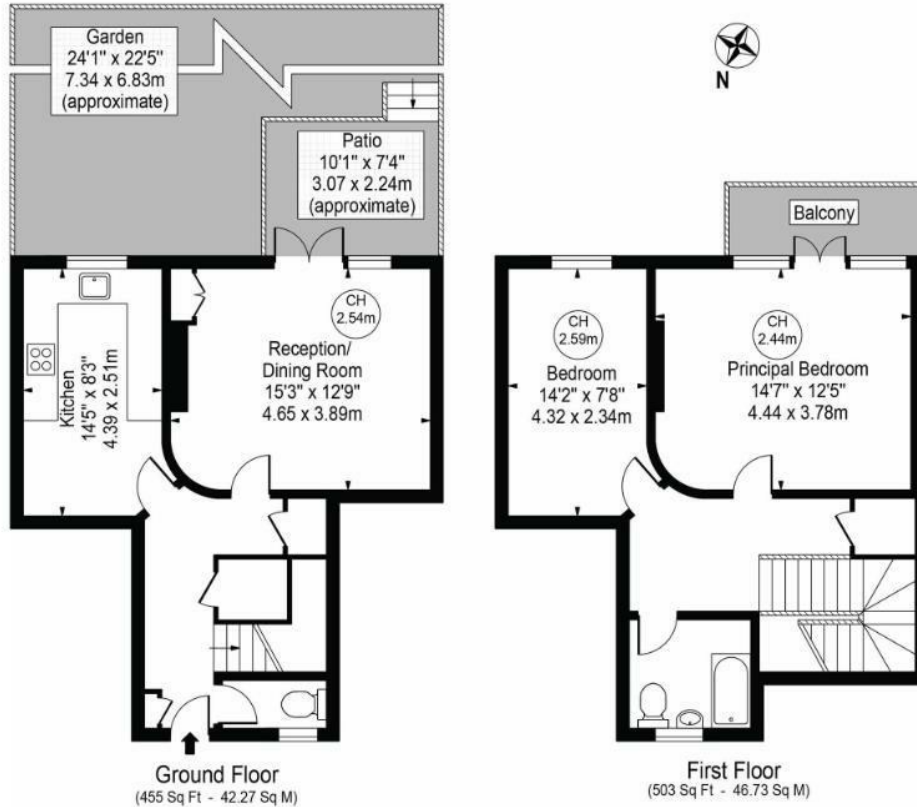 Garden
24'1" x 22'5"
7.34 x 6.83m
(approximate)
Patio
10'1" x 7'4"
3.07 x 2.24m
(approximate)
N
Balcony
CH
2.54m
Reception/
Dining Room
15'3" x 12'9"
4.65 x 3.89m
Kitchen
14'5" x 8'3"
4.39 x 2.51m
CH
2.59m
Bedroom
14'2" x 7'8"
4.32 x 2.34m
CH
2.44m
Principal Bedroom
14'7" x 12'5"
4.44 x 3.78m
Ground Floor
(455 Sq Ft - 42.27 Sq M)
First Floor
(503 Sq Ft - 46.73 Sq M)